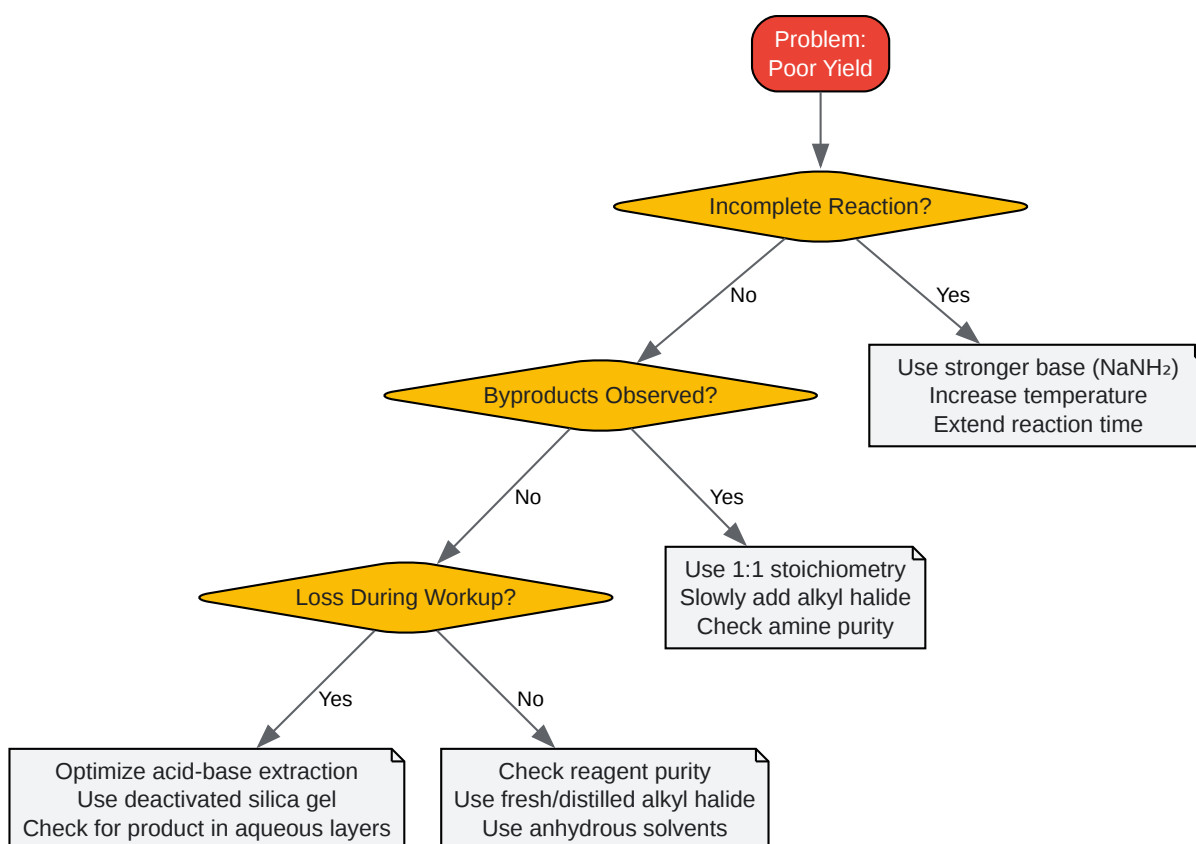 Problem:
Poor Yield
Incomplete Reaction?
No
Yes
Use stronger base (NaNH₂)
Increase temperature
Extend reaction time
Byproducts Observed?
No
Yes
Use 1:1 stoichiometry
Slowly add alkyl halide
Check amine purity
Loss During Workup?
Yes
No
Optimize acid-base extraction
Use deactivated silica gel
Check for product in aqueous layers
Check reagent purity
Use fresh/distilled alkyl halide
Use anhydrous solvents